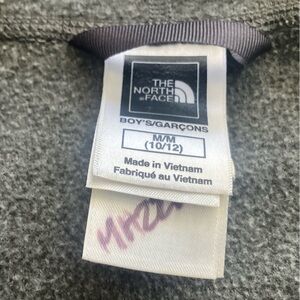 THE
NORTH
FACE
BOY'S/GARÇONS
M/M
(10/12)
Made in Vietnam
Fabriqué au Vietnam